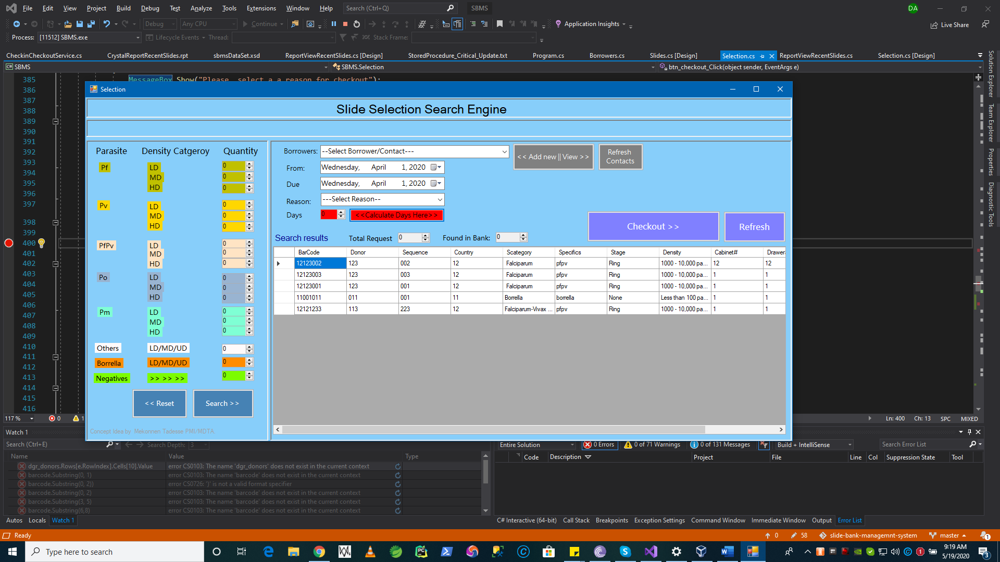 File Edit View Project Build Debug Test Analyze Tools Extensions Window Help Search (Ctrl+Q) SBMS DA
Debug Any CPU Continue Application Insights Live Share
Process: [11512] SBMS.exe Lifecycle Events Thread: Stack Frame:
CheckinCheckoutService.cs CrystalReportRecentSlides.rpt sbmsDataSet.xsd ReportViewRecentSlides.cs [Design] StoredProcedure_Critical_Update.txt Program.cs Borrowers.cs Slides.cs [Design] Selection.cs ReportViewRecentSlides.cs Selection.cs [Design]
SBMS SBMS.Selection btn_checkout_Click(object sender, EventArgs e)
385 MessageBox.Show("Please, select a a reason for checkout");
386
387
388
389
390
391
392
393
394
395
396
397
398
399
400
401
402
403
404
405
406
407
408
409
410
411
412
413
414
415
416
Solution Explorer
Team Explorer
Properties
Diagnostic Tools
Selection
Slide Selection Search Engine
Parasite Density Catgeroy Quantity
Pf LD 0
MD 0
HD 0
Pv LD 0
MD 0
HD 0
PfPv LD 0
MD 0
HD 0
Po LD 0
MD 0
HD 0
Pm LD 0
MD 0
HD 0
Others LD/MD/UD 0
Borrella LD/MD/UD 0
Negatives >> >> >> 0
<< Reset Search >>
Concept Idea by Mekonnen Tadesse PMI/MDTA.
Borrowers: --Select Borrower/Contact--- << Add new || View >> Refresh Contacts
From: Wednesday, April 1, 2020
Due Wednesday, April 1, 2020
Reason: ---Select Reason--
Days 0 <<Calculate Days Here>>
Checkout >> Refresh
Search results Total Request 0 Found in Bank: 0
BarCode Donor Sequence Country Scategory Specifics Stage Density Cabinet# Drawer
12123002 123 002 12 Falciparum pfpv Ring 1000 - 10,000 pa... 12 12
12123003 123 003 12 Falciparum pfpv Ring 1000 - 10,000 pa... 1 1
12123001 123 001 12 Falciparum pfpv Ring 1000 - 10,000 pa... 1 1
11001011 011 001 11 Borrella borrella None Less than 100 pa... 1 1
12121233 113 223 12 Falciparum-Vivax ... pfpv Ring 1000 - 10,000 pa... 1 1
117 % 0 1 Ln: 400 Ch: 13 SPC MIXED
Watch 1
Search (Ctrl+E) Search Depth: 3
Name Value Type
dgr_donors.Rows[e.RowIndex].Cells[10].Value error CS0103: The name 'dgr_donors' does not exist in the current context
barcode.Substring(0, 1) error CS0103: The name 'barcode' does not exist in the current context
barcode.Substring(0, 2)) error CS0726: ')' is not a valid format specifier
barcode.Substring(0, 2) error CS0103: The name 'barcode' does not exist in the current context
barcode.Substring(3, 5) error CS0103: The name 'barcode' does not exist in the current context
barcode.Substring(6,8) error CS0103: The name 'barcode' does not exist in the current context
Autos Locals Watch 1
Entire Solution 0 Errors 0 of 71 Warnings 0 of 131 Messages Build + IntelliSense Search Error List
Code Description Project File Line Col Suppression State Tool
C# Interactive (64-bit) Call Stack Breakpoints Exception Settings Command Window Immediate Window Output Error List
Ready 0 58 slide-bank-managemnt-system master 1
Type here to search
9:19 AM
5/19/2020
3